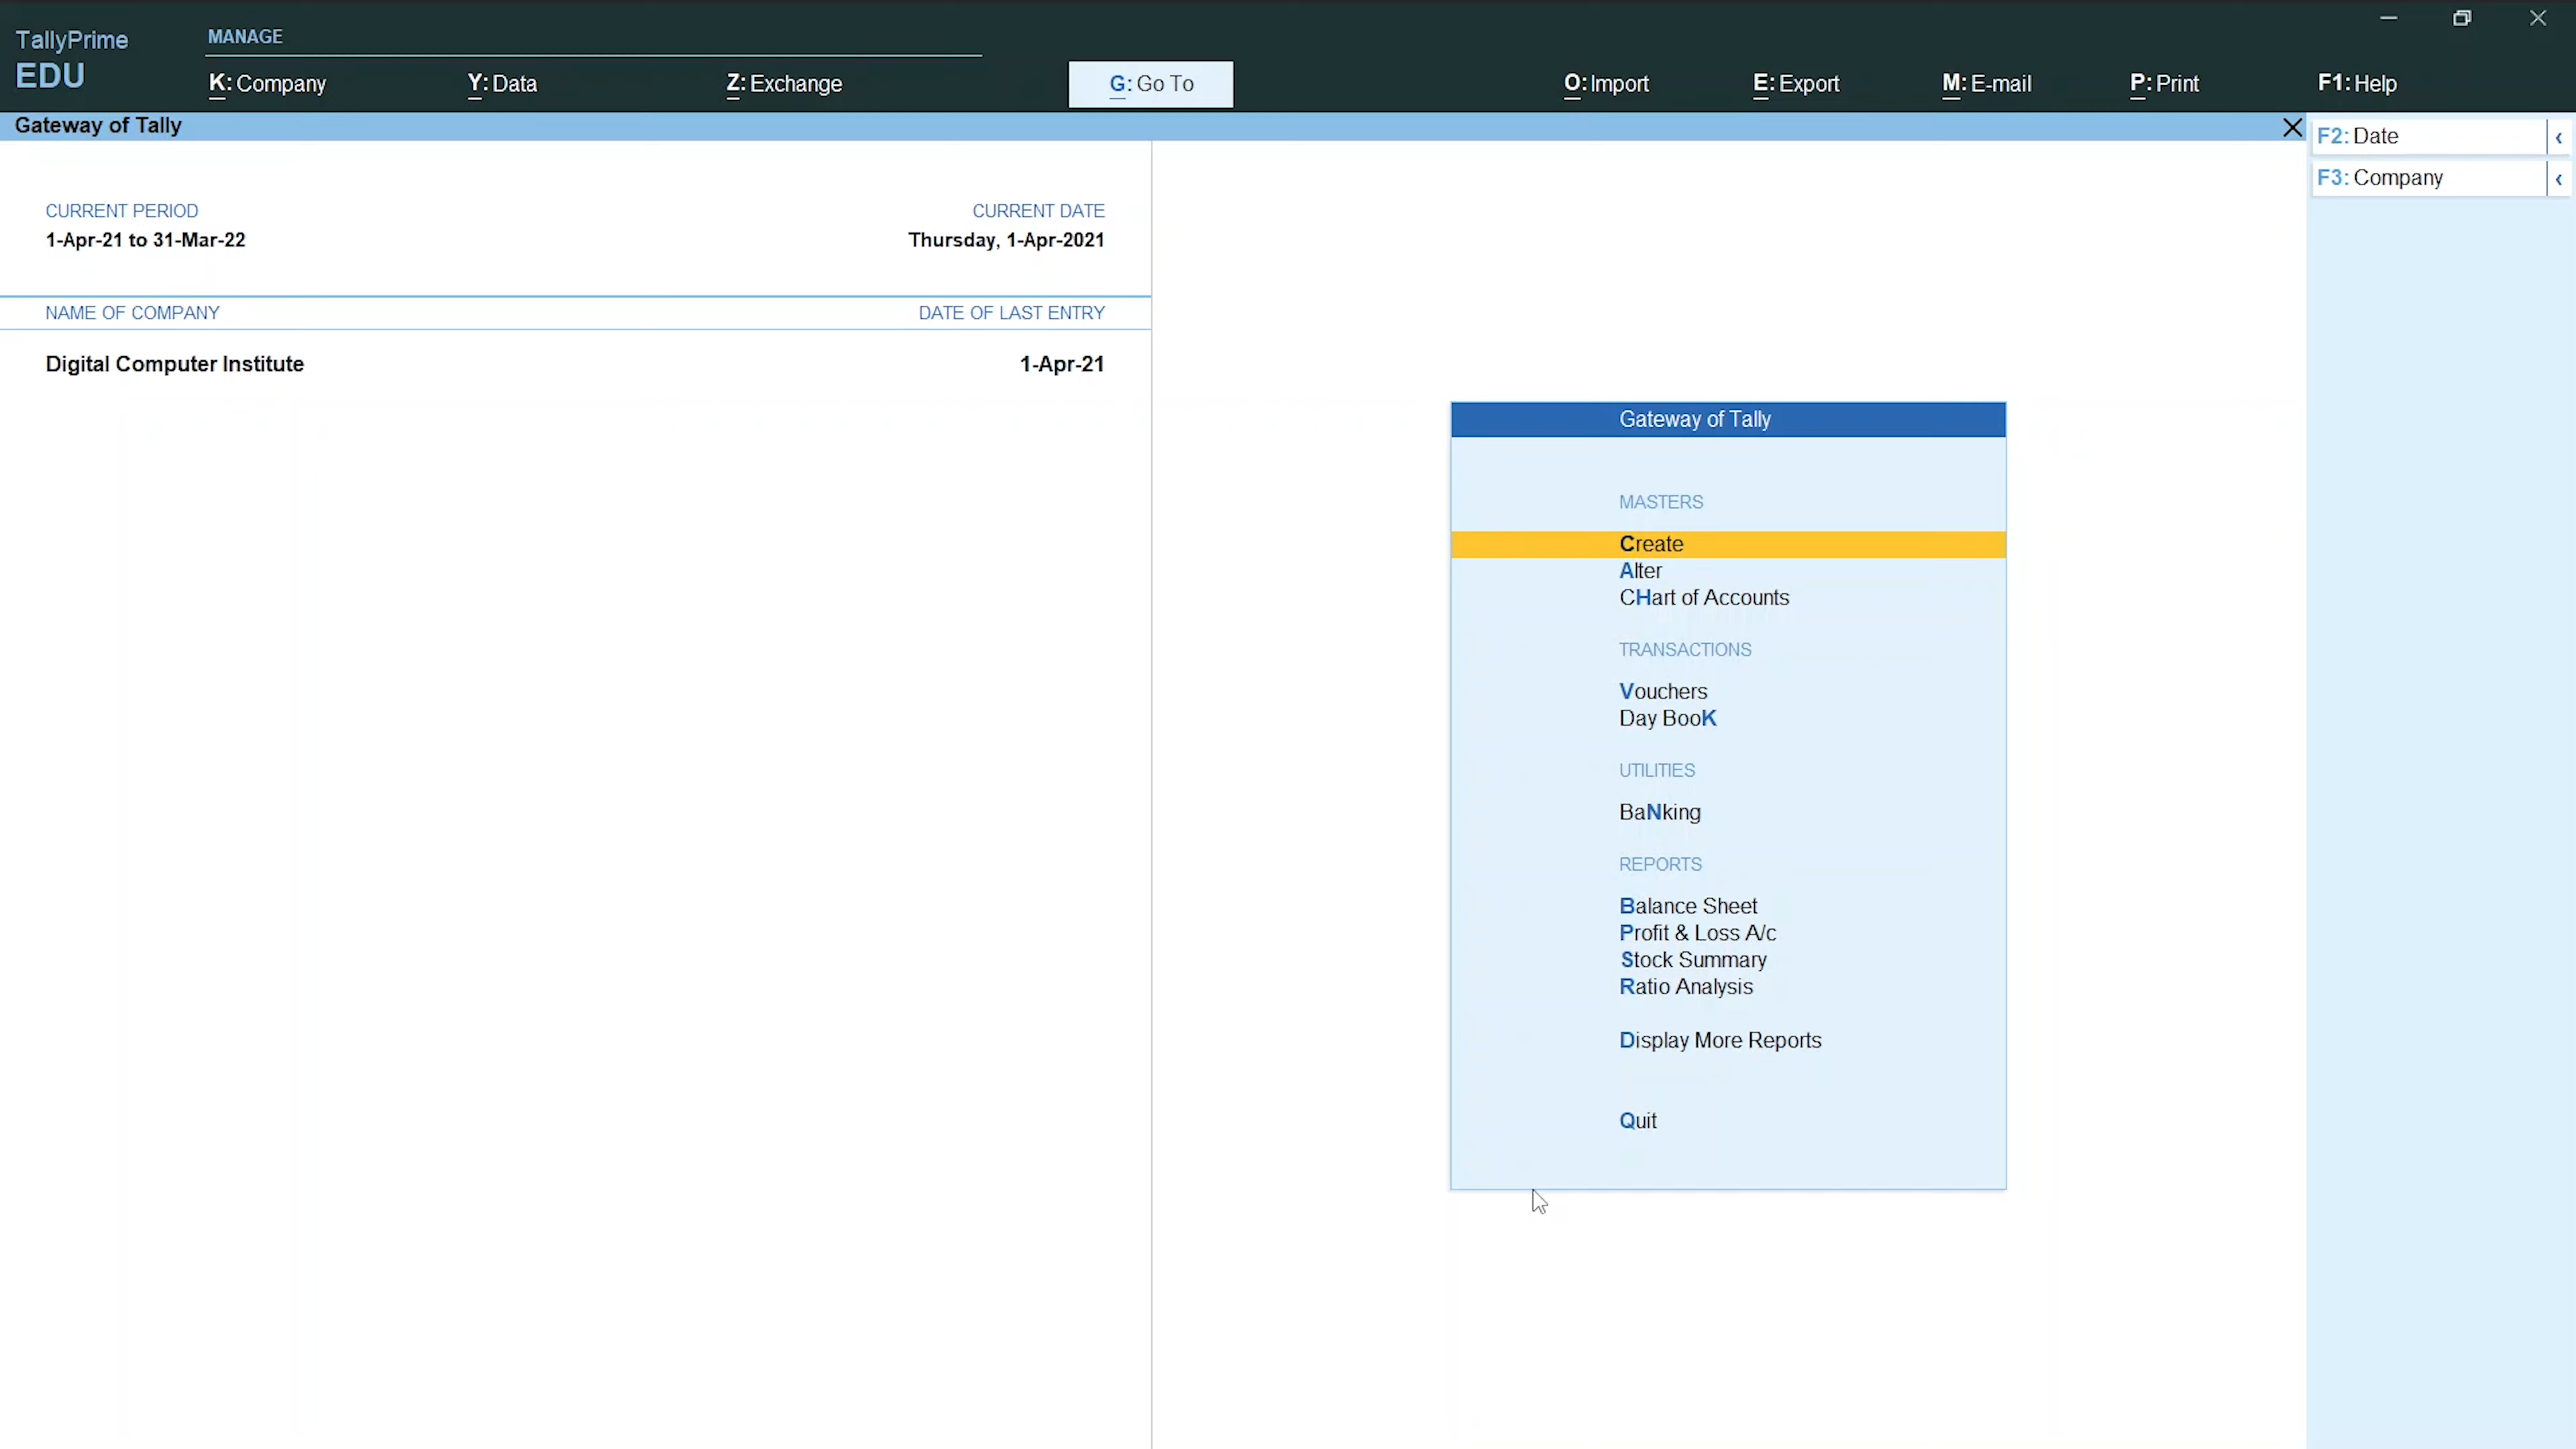 TallyPrime
EDU
MANAGE
K: Company
Y: Data
Z: Exchange
G: Go To
O: Import
E: Export
M: E-mail
P: Print
F1: Help
Gateway of Tally
F2: Date
F3: Company
CURRENT PERIOD
CURRENT DATE
1-Apr-21 to 31-Mar-22
Thursday, 1-Apr-2021
NAME OF COMPANY
DATE OF LAST ENTRY
Digital Computer Institute
1-Apr-21
Gateway of Tally
MASTERS
Create
Alter
CHart of Accounts
TRANSACTIONS
Vouchers
Day BooK
UTILITIES
BaNking
REPORTS
Balance Sheet
Profit & Loss A/c
Stock Summary
Ratio Analysis
Display More Reports
Quit